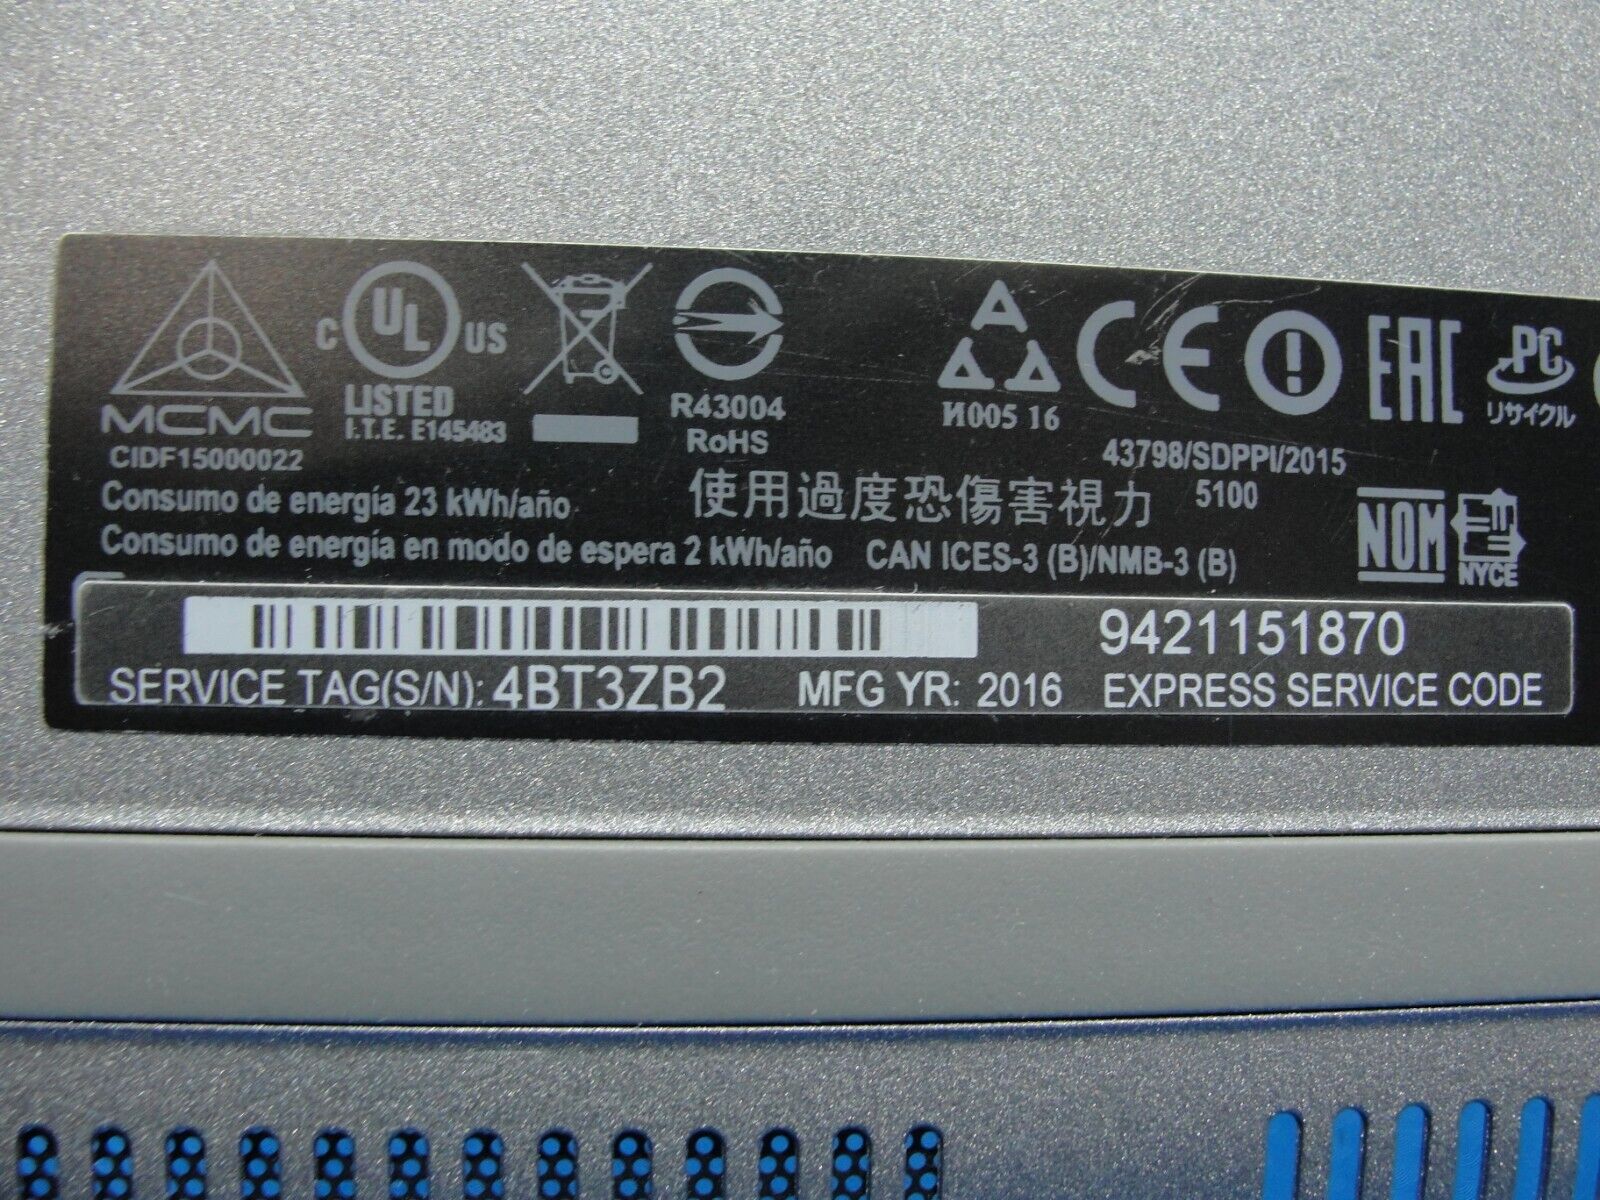 C UL US
LISTED
I.T.E. E145483
MCMC
CIDF15000022
R43004
RoHS
И005 16
CE EAC PC
リサイクル
43798/SDPPI/2015
5100
Consumo de energía 23 kWh/año
使用過度恐傷害視力
Consumo de energía en modo de espera 2 kWh/año
CAN ICES-3 (B)/NMB-3 (B)
NOM
NYCE
9421151870
SERVICE TAG(S/N): 4BT3ZB2 MFG YR: 2016 EXPRESS SERVICE CODE